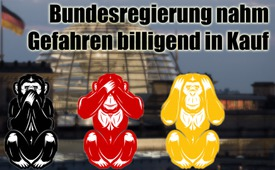 Bundesregierung nahm
Gefahren billigend in Kauf